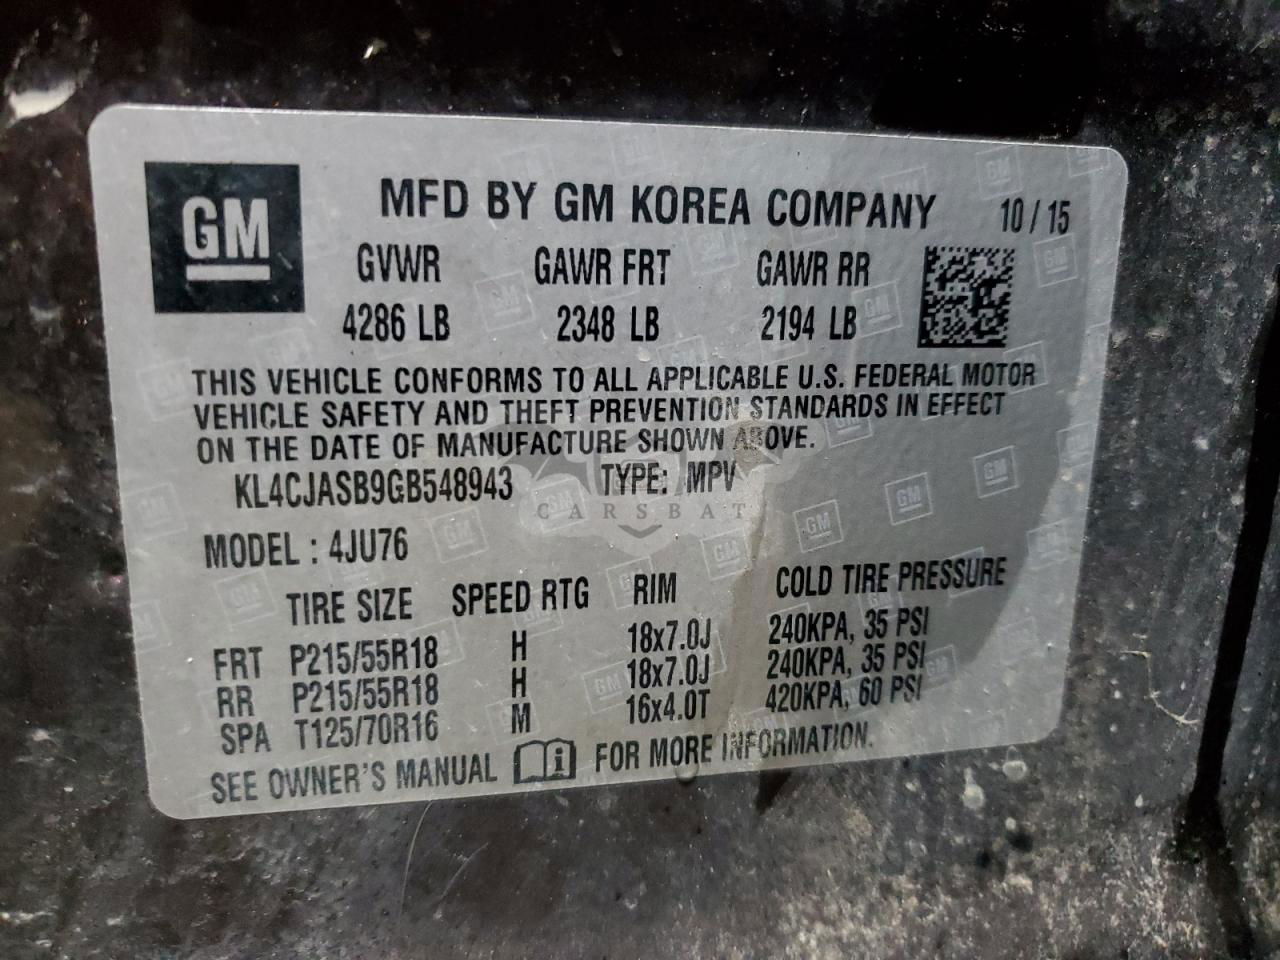 GM
MFD BY GM KOREA COMPANY 10 / 15
GVWR GAWR FRT GAWR RR
4286 LB 2348 LB 2194 LB
THIS VEHICLE CONFORMS TO ALL APPLICABLE U.S. FEDERAL MOTOR
VEHICLE SAFETY AND THEFT PREVENTION STANDARDS IN EFFECT
ON THE DATE OF MANUFACTURE SHOWN ABOVE.
KL4CJASB9GB548943 TYPE: MPV
CARSBAT
MODEL : 4JU76
TIRE SIZE SPEED RTG RIM COLD TIRE PRESSURE
FRT P215/55R18 H 18x7.0J 240KPA, 35 PSI
RR P215/55R18 H 18x7.0J 240KPA, 35 PSI
SPA T125/70R16 M 16x4.0T 420KPA, 60 PSI
SEE OWNER'S MANUAL i FOR MORE INFORMATION.